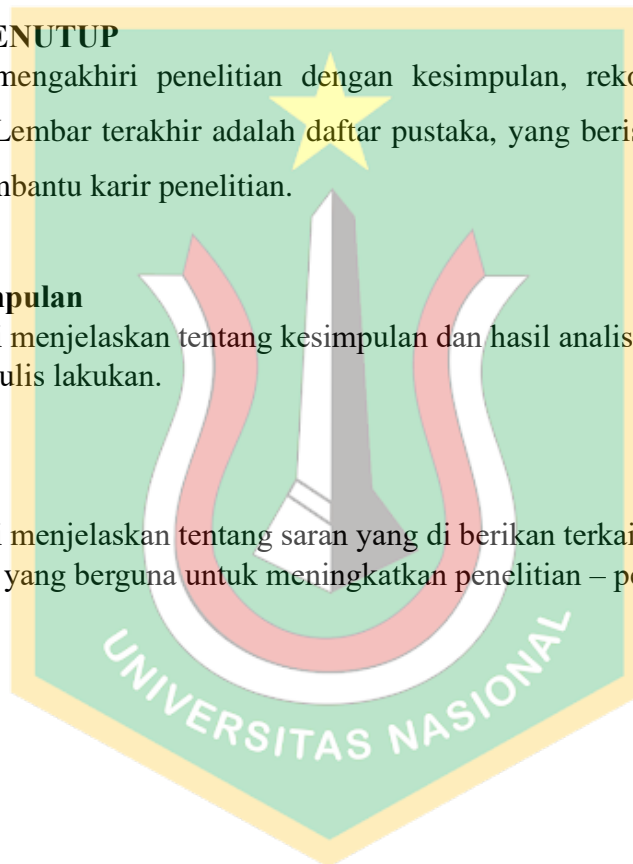 ENUTUP
mengakhiri penelitian dengan kesimpulan, reko
Lembar terakhir adalah daftar pustaka, yang beris
nbantu karir penelitian.
npulan
i menjelaskan tentang kesimpulan dan hasil analis
ulis lakukan.
i menjelaskan tentang saran yang di berikan terkai
yang berguna untuk meningkatkan penelitian – pe
UNIVERSITAS NASIONAL